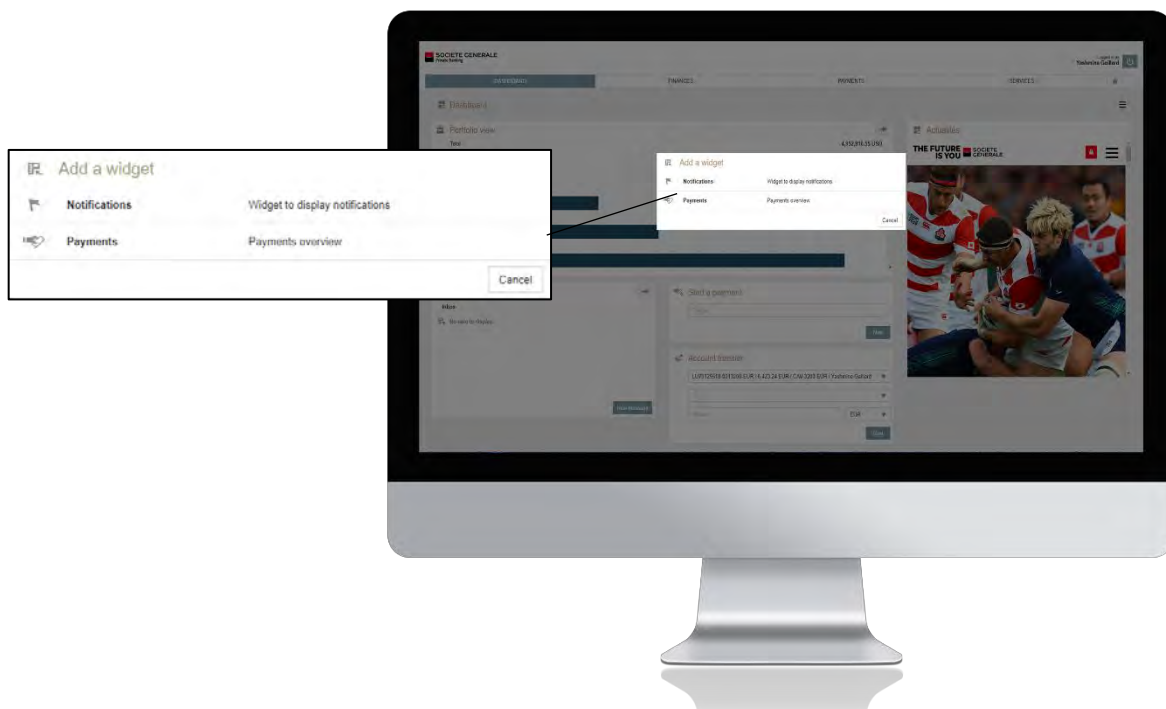 Add a widget
Notifications Widget to display notifications
Payments Payments overview
Cancel
SOCIETE GENERALE
Private Banking
Yashmina Gollard
DASHBOARD FINANCES PAYMENTS SERVICES
Dashboard
Portfolio view
Total
Add a widget
Notifications Widget to display notifications
Payments Payments overview
Cancel
Actualités
THE FUTURE
IS YOU SOCIETE
GENERALE
Inbox
Start a payment
Account transfer
EUR